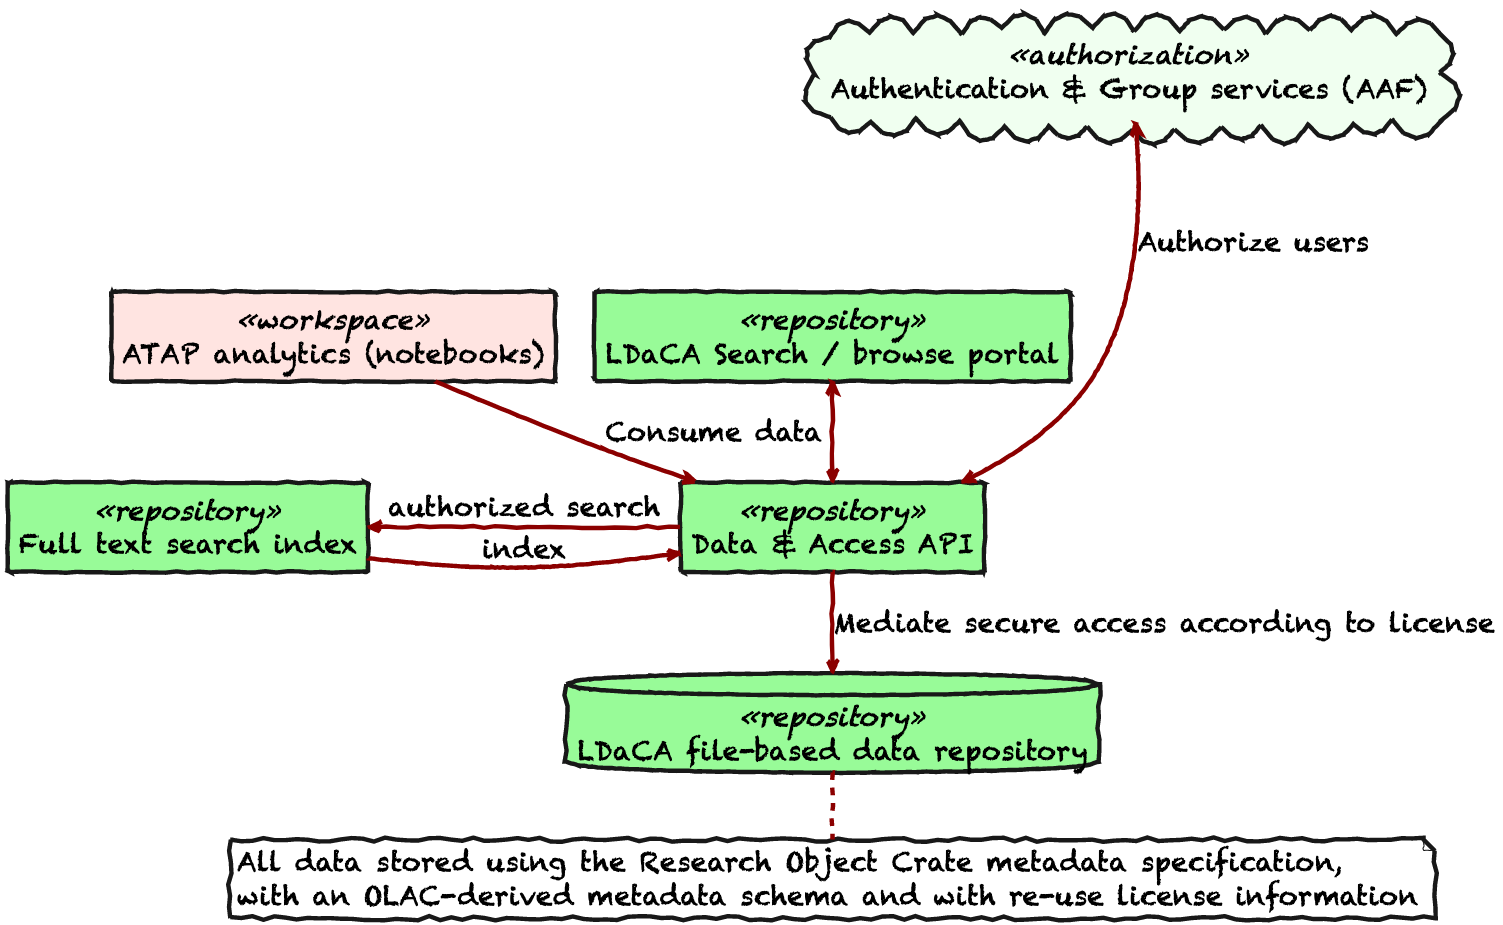 «authorization»
Authentication & Group services (AAF)
Authorize users
«workspace»
ATAP analytics (notebooks)
«repository»
LDaCA Search / browse portal
Consume data
«repository»
Full text search index
authorized search
index
«repository»
Data & Access API
Mediate secure access according to license
«repository»
LDaCA file-based data repository
All data stored using the Research Object Crate metadata specification,
with an OLAC-derived metadata schema and with re-use license information